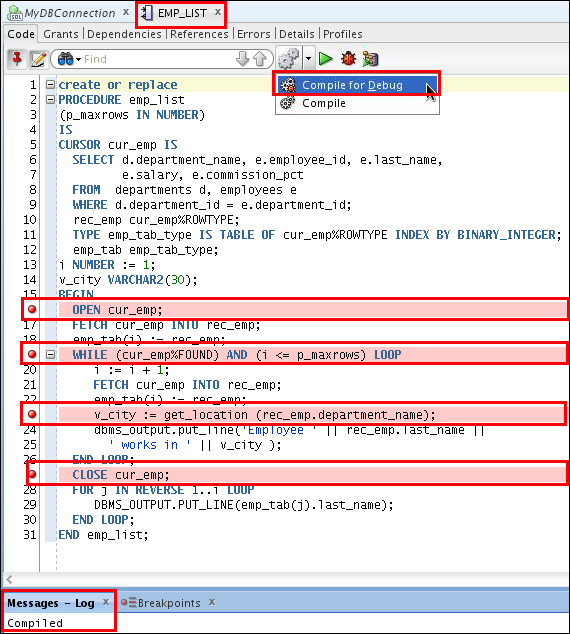 MyDBConnection x EMP_LIST x
Code Grants Dependencies References Errors Details Profiles
Find
Compile for Debug
Compile
1 create or replace
2 PROCEDURE emp_list
3 (p_maxrows IN NUMBER)
4 IS
5 CURSOR cur_emp IS
6 SELECT d.department_name, e.employee_id, e.last_name,
7 e.salary, e.commission_pct
8 FROM departments d, employees e
9 WHERE d.department_id = e.department_id;
10 rec_emp cur_emp%ROWTYPE;
11 TYPE emp_tab_type IS TABLE OF cur_emp%ROWTYPE INDEX BY BINARY_INTEGER;
12 emp_tab emp_tab_type;
13 i NUMBER := 1;
14 v_city VARCHAR2(30);
15 BEGIN
OPEN cur_emp;
17 FETCH cur_emp INTO rec_emp;
18 emp_tab(i) := rec_emp;
WHILE (cur_emp%FOUND) AND (i <= p_maxrows) LOOP
20 i := i + 1;
21 FETCH cur_emp INTO rec_emp;
22 emp_tab(i) := rec_emp;
v_city := get_location (rec_emp.department_name);
24 dbms_output.put_line('Employee ' || rec_emp.last_name ||
25 ' works in ' || v_city );
26 END LOOP;
CLOSE cur_emp;
28 FOR j IN REVERSE 1..i LOOP
29 DBMS_OUTPUT.PUT_LINE(emp_tab(j).last_name);
30 END LOOP;
31 END emp_list;
Messages - Log x Breakpoints x
Compiled